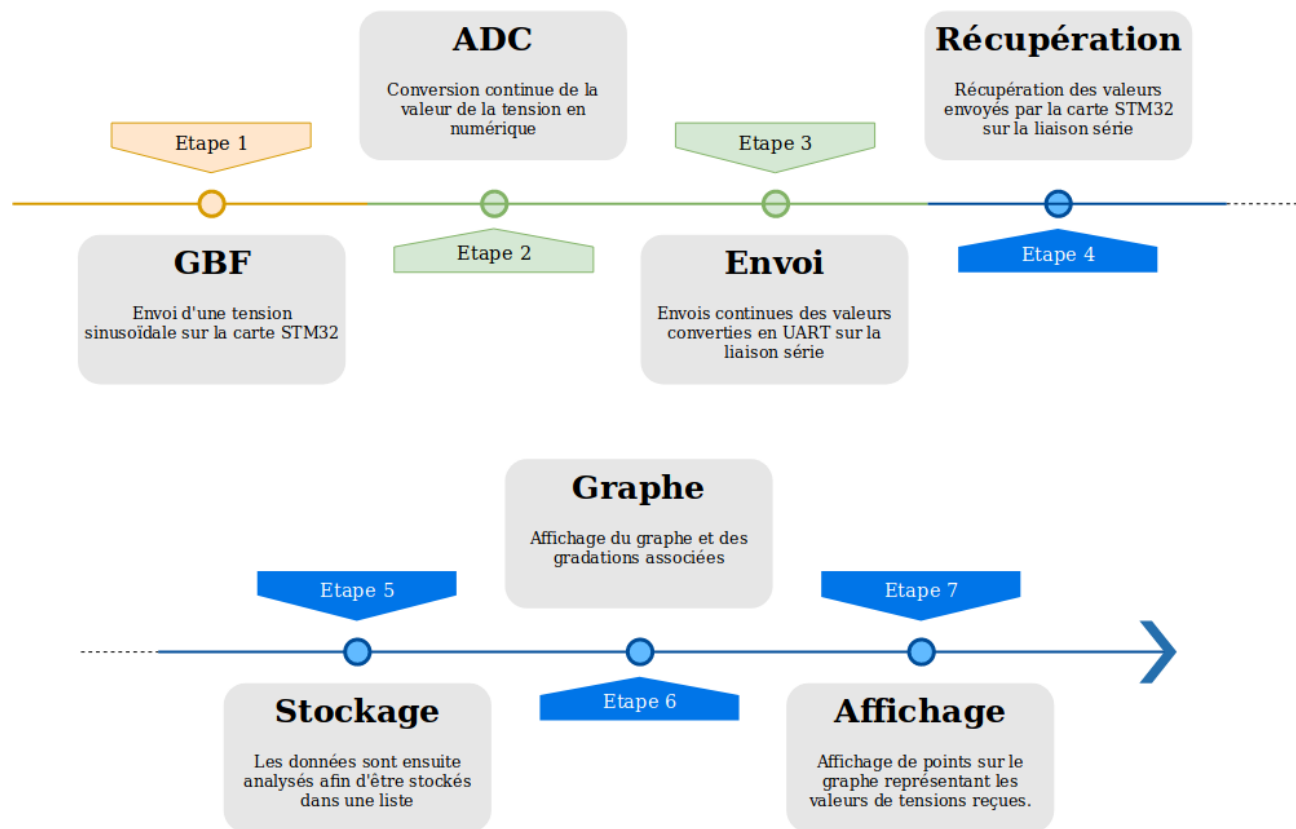 Etape 1
GBF
Envoi d'une tension
sinusoïdale sur la carte STM32
ADC
Conversion continue de la
valeur de la tension en
numérique
Etape 2
Etape 3
Envoi
Envois continues des valeurs
converties en UART sur la
liaison série
Récupération
Récupération des valeurs
envoyés par la carte STM32
sur la liaison série
Etape 4
Etape 5
Stockage
Les données sont ensuite
analysés afin d'être stockés
dans une liste
Graphe
Affichage du graphe et des
gradations associées
Etape 6
Etape 7
Affichage
Affichage de points sur le
graphe représentant les
valeurs de tensions reçues.